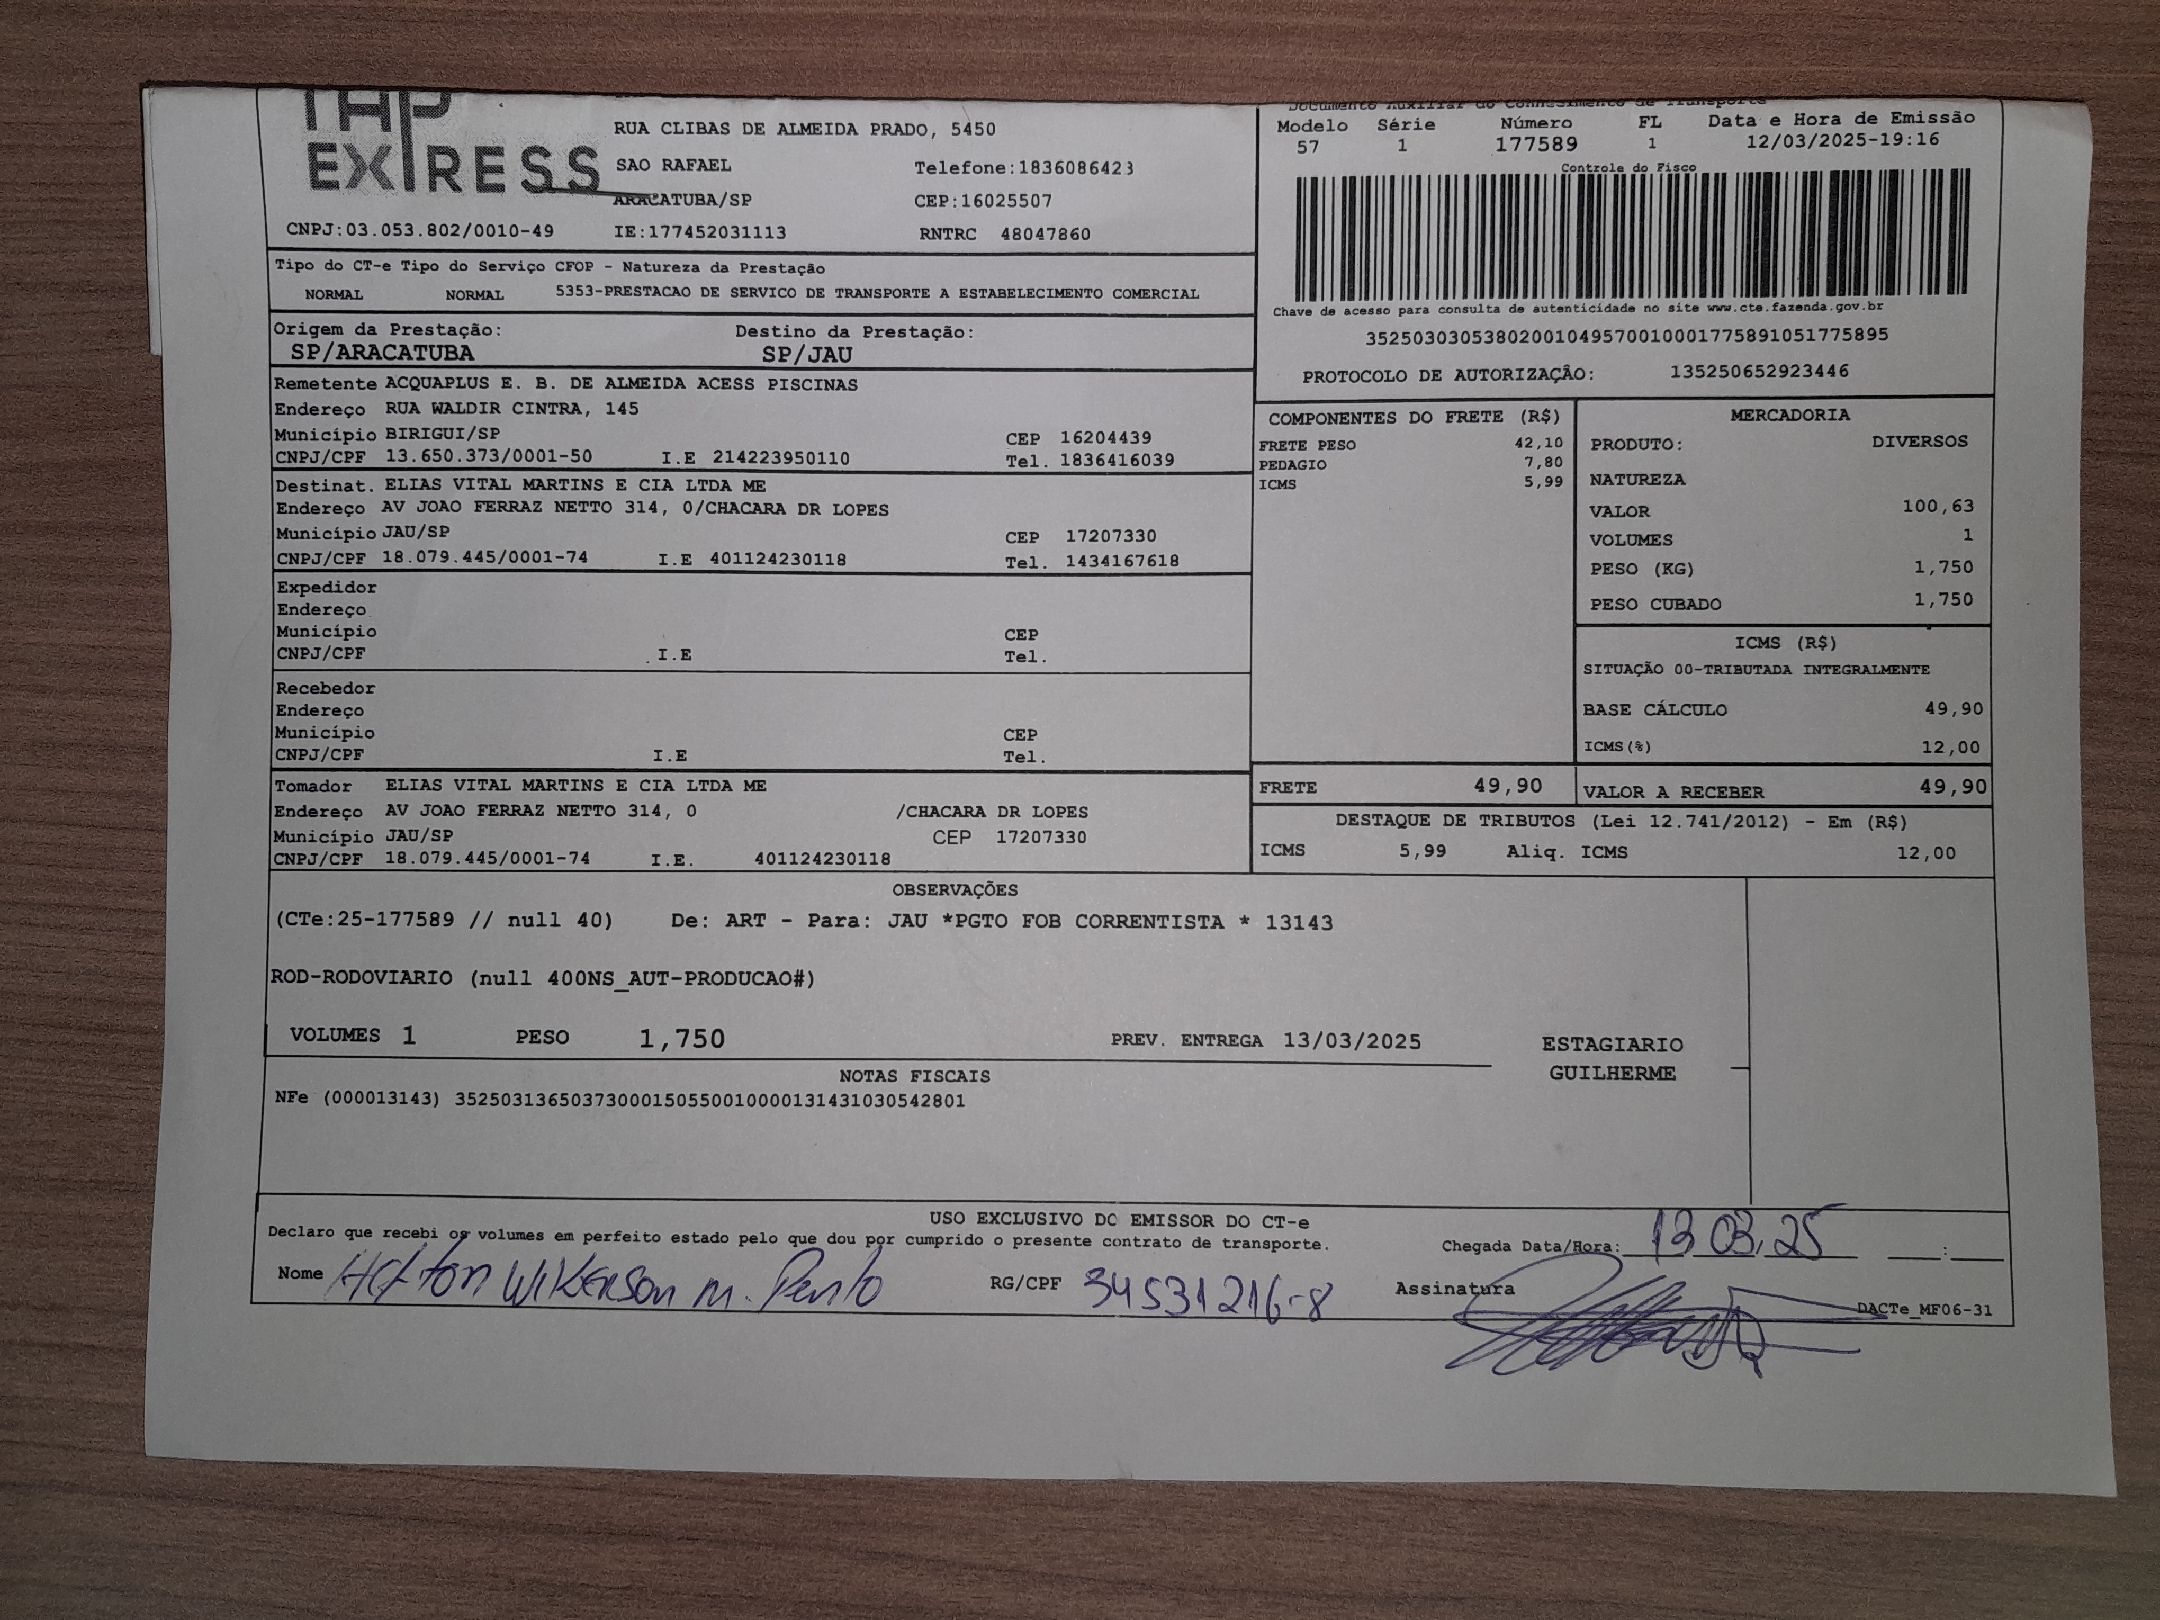 TAP
EXPRESS
RUA CLIBAS DE ALMEIDA PRADO, 5450
SAO RAFAEL Telefone:1836086423
ARACATUBA/SP CEP:16025507
CNPJ:03.053.802/0010-49 IE:177452031113 RNTRC 48047860
Documento Auxiliar do Conhecimento de Transporte
Modelo Série Número FL Data e Hora de Emissão
57 1 177589 1 12/03/2025-19:16
Controle do Fisco
Chave de acesso para consulta de autenticidade no site www.cte.fazenda.gov.br
35250303053802001049570010001775891051775895
PROTOCOLO DE AUTORIZAÇÃO: 135250652923446
Tipo do CT-e Tipo do Serviço CFOP - Natureza da Prestação
NORMAL NORMAL 5353-PRESTACAO DE SERVICO DE TRANSPORTE A ESTABELECIMENTO COMERCIAL
Origem da Prestação: Destino da Prestação:
SP/ARACATUBA SP/JAU
Remetente ACQUAPLUS E. B. DE ALMEIDA ACESS PISCINAS
Endereço RUA WALDIR CINTRA, 145
Município BIRIGUI/SP CEP 16204439
CNPJ/CPF 13.650.373/0001-50 I.E 214223950110 Tel. 1836416039
Destinat. ELIAS VITAL MARTINS E CIA LTDA ME
Endereço AV JOAO FERRAZ NETTO 314, 0/CHACARA DR LOPES
Município JAU/SP CEP 17207330
CNPJ/CPF 18.079.445/0001-74 I.E 401124230118 Tel. 1434167618
Expedidor
Endereço
Município CEP
CNPJ/CPF I.E Tel.
Recebedor
Endereço
Município CEP
CNPJ/CPF I.E Tel.
Tomador ELIAS VITAL MARTINS E CIA LTDA ME
Endereço AV JOAO FERRAZ NETTO 314, 0 /CHACARA DR LOPES
Município JAU/SP CEP 17207330
CNPJ/CPF 18.079.445/0001-74 I.E. 401124230118
COMPONENTES DO FRETE (R$)
FRETE PESO 42,10
PEDAGIO 7,80
ICMS 5,99
MERCADORIA
PRODUTO: DIVERSOS
NATUREZA
VALOR 100,63
VOLUMES 1
PESO (KG) 1,750
PESO CUBADO 1,750
ICMS (R$)
SITUAÇÃO 00-TRIBUTADA INTEGRALMENTE
BASE CÁLCULO 49,90
ICMS(%) 12,00
FRETE 49,90 VALOR A RECEBER 49,90
DESTAQUE DE TRIBUTOS (Lei 12.741/2012) - Em (R$)
ICMS 5,99 Aliq. ICMS 12,00
OBSERVAÇÕES
(CTe:25-177589 // null 40) De: ART - Para: JAU *PGTO FOB CORRENTISTA * 13143
ROD-RODOVIARIO (null 400NS_AUT-PRODUCAO#)
VOLUMES 1 PESO 1,750 PREV. ENTREGA 13/03/2025 ESTAGIARIO
GUILHERME
NOTAS FISCAIS
NFe (000013143) 35250313650373000150550010000131431030542801
USO EXCLUSIVO DO EMISSOR DO CT-e
Declaro que recebi os volumes em perfeito estado pelo que dou por cumprido o presente contrato de transporte.
Chegada Data/Hora: 13 03.25 :
Nome Wikerson M. RG/CPF 34531216-8 Assinatura
DACTe_MF06-31